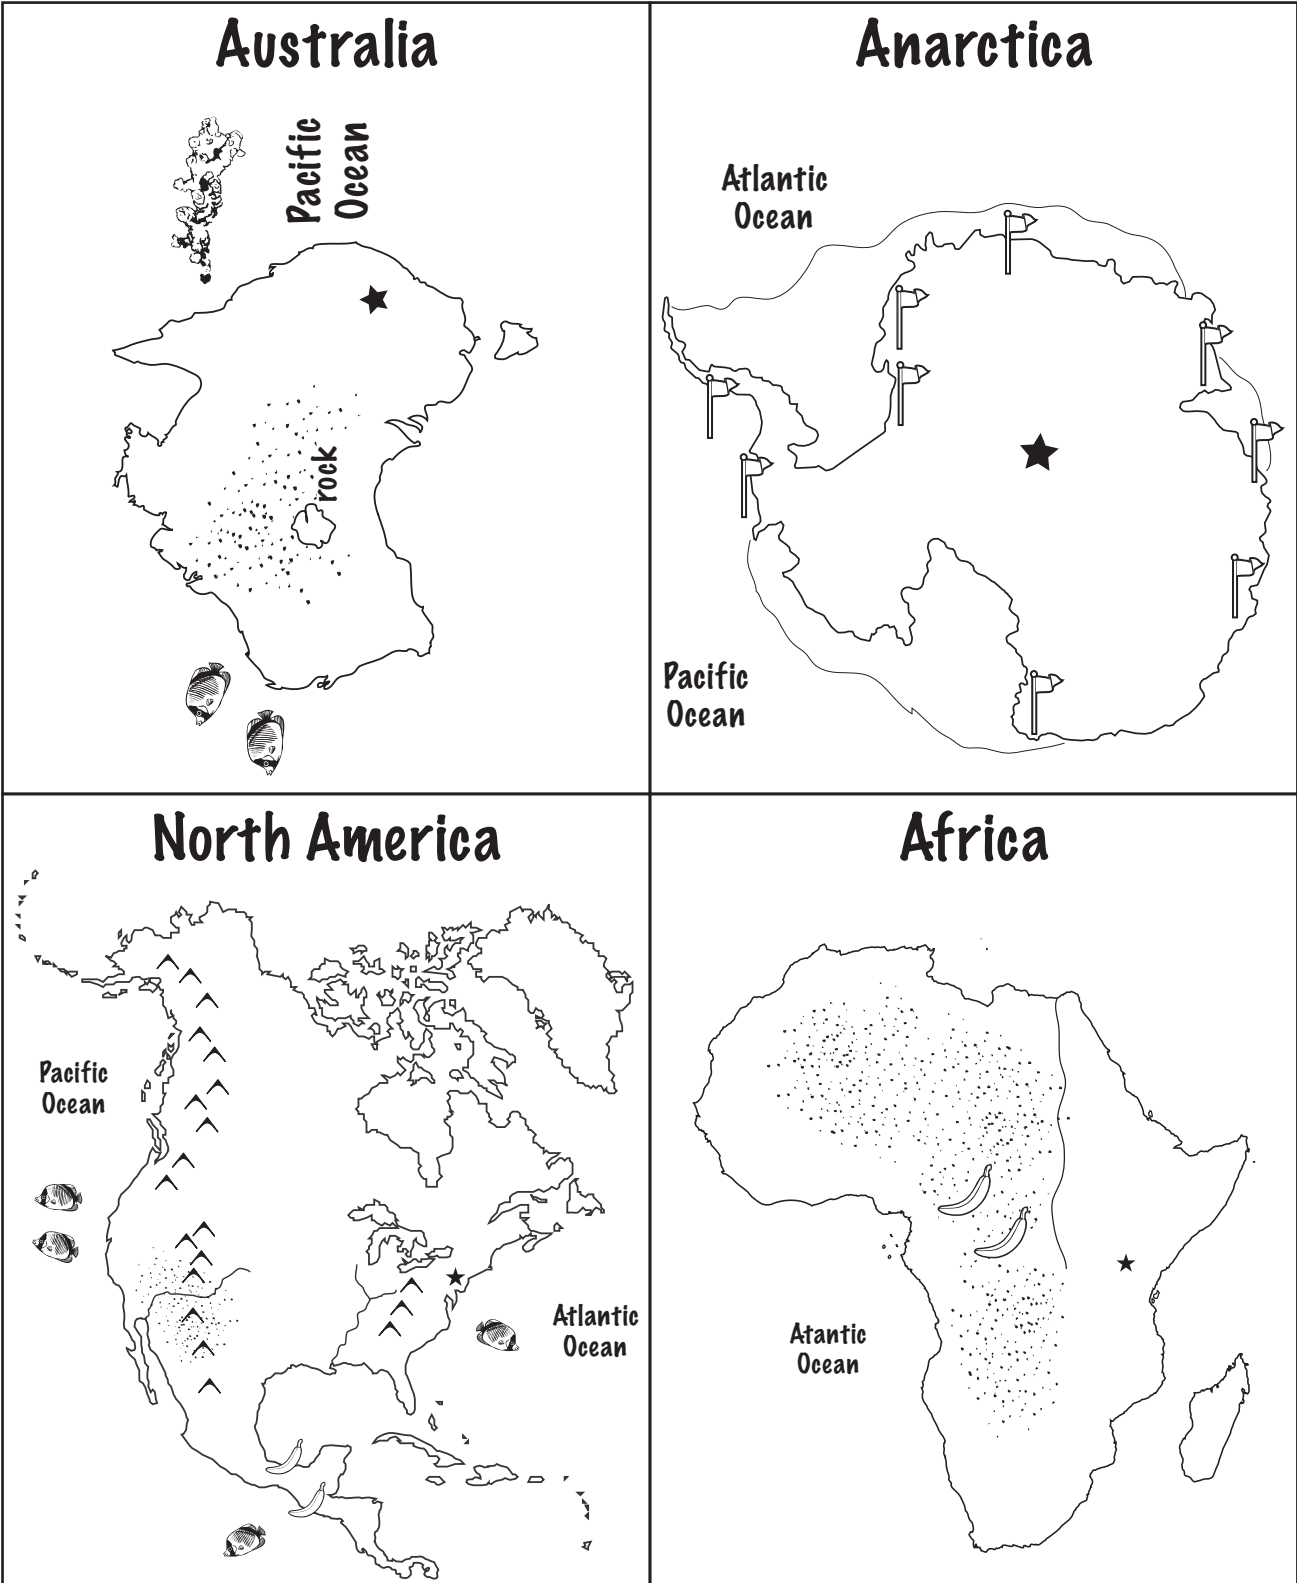 Australia
Pacific
Ocean
rock
Anarctica
Atlantic
Ocean
Pacific
Ocean
North America
Pacific
Ocean
Atlantic
Ocean
Africa
Atantic
Ocean